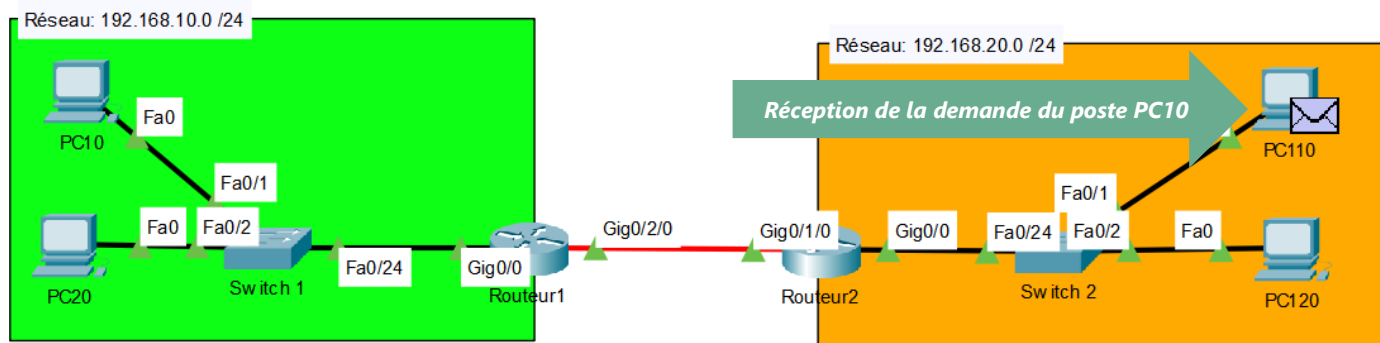 Réseau: 192.168.10.0 /24
Réseau: 192.168.20.0 /24
Réception de la demande du poste PC10
Fa0
PC10
PC110
Fa0/1
Fa0/1
Fa0
Fa0/2
Gig0/2/0
Gig0/1/0
Gig0/0
Fa0/24
Fa0/2
Fa0
Fa0/24
Gig0/0
PC20
Switch 1
Routeur1
Routeur2
Switch 2
PC120